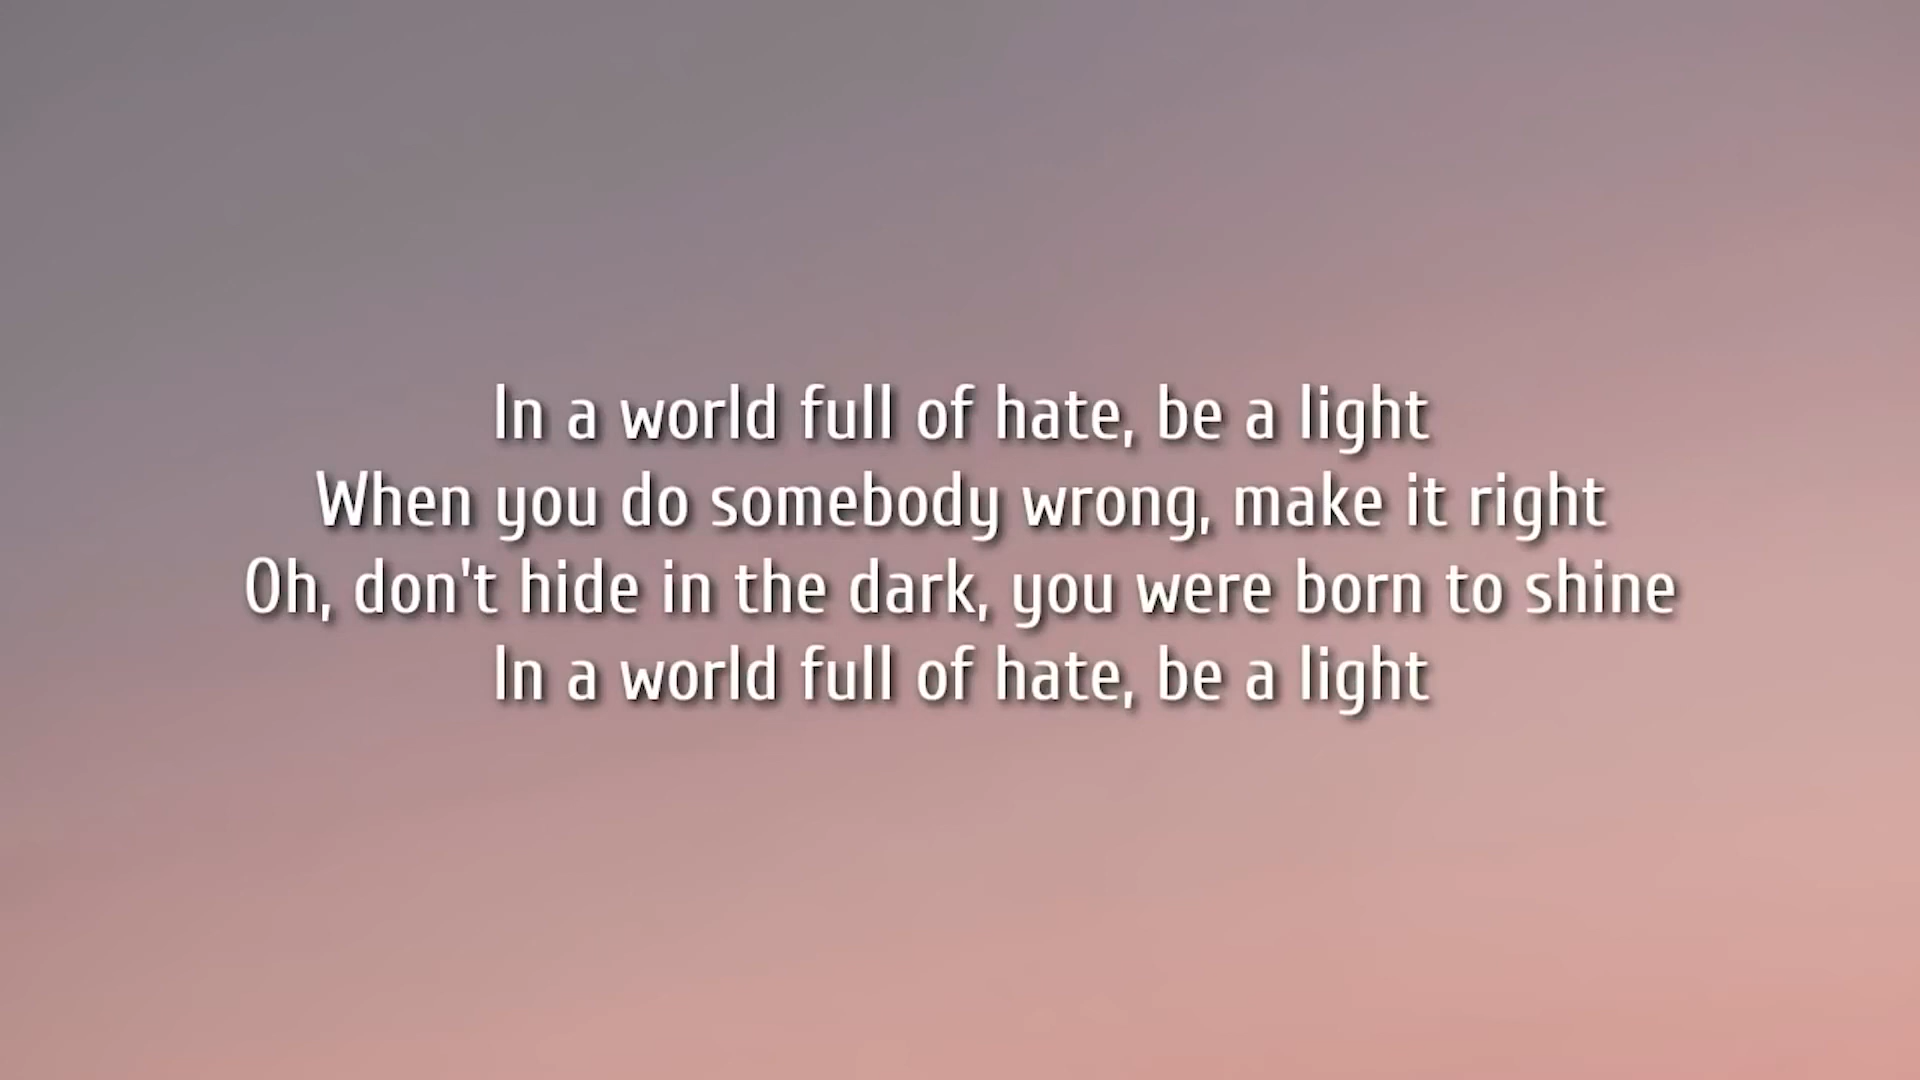 In a world full of hate, be a light
When you do somebody wrong, make it right
Oh, don't hide in the dark, you were born to shine
In a world full of hate, be a light